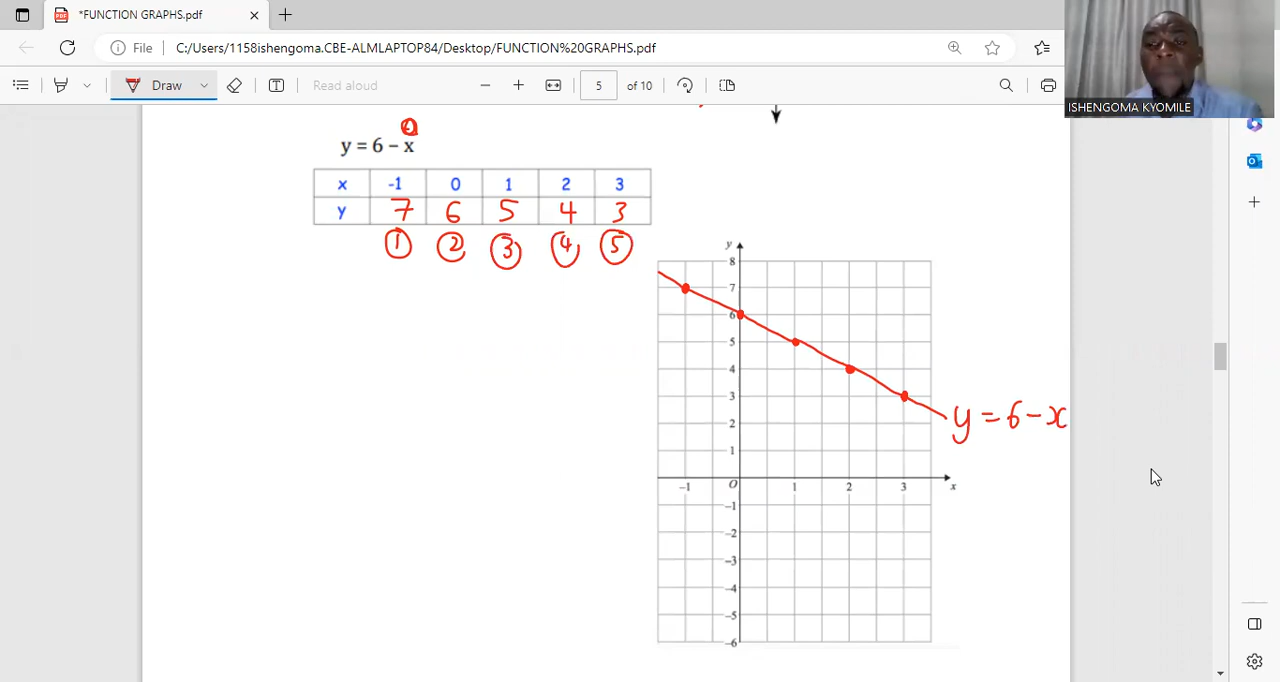 *FUNCTION GRAPHS.pdf
File C:/Users/1158ishengoma.CBE-ALMLAPTOP84/Desktop/FUNCTION%20GRAPHS.pdf
Draw Read aloud 5 of 10
ISHENGOMA KYOMILE
y = 6 − x
x -1 0 1 2 3
y 7 6 5 4 3
1 2 3 4 5
y
8
7
6
5
4
3
y = 6 − x
2
1
-1 O 1 2 3 x
-1
-2
-3
-4
-5
-6